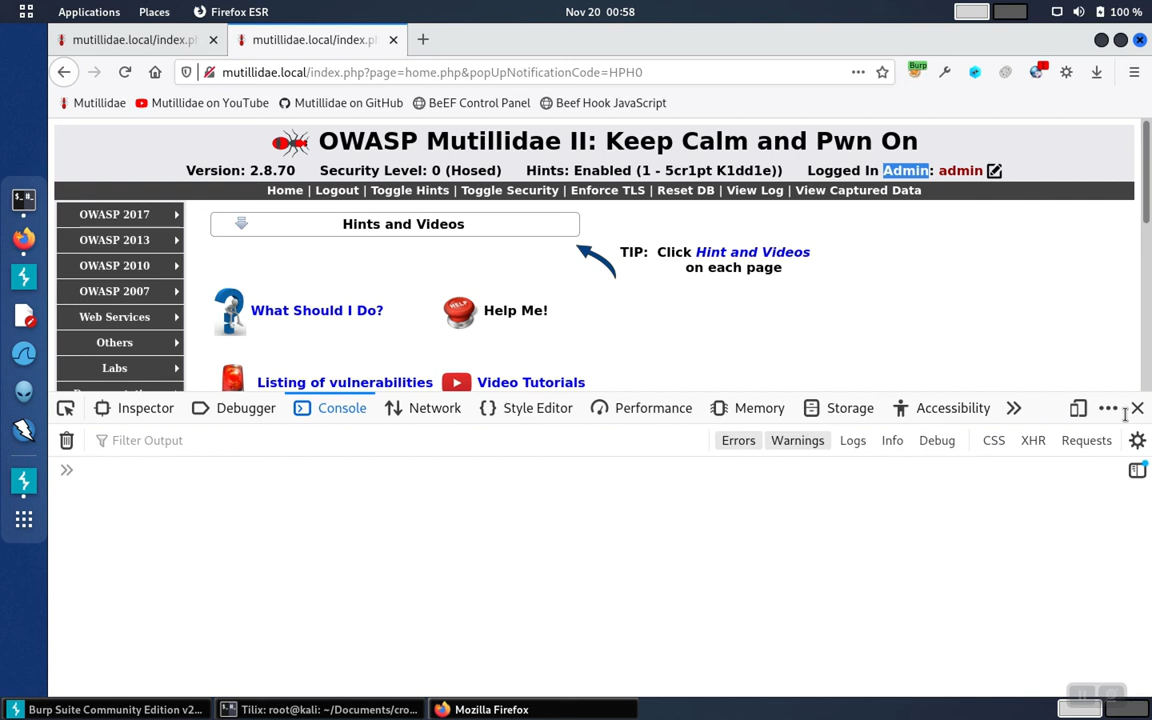 Applications Places Firefox ESR Nov 20 00:58 100 %
mutillidae.local/index.p mutillidae.local/index.p
mutillidae.local/index.php?page=home.php&popUpNotificationCode=HPH0 Burp
Mutillidae Mutillidae on YouTube Mutillidae on GitHub BeEF Control Panel Beef Hook JavaScript
OWASP Mutillidae II: Keep Calm and Pwn On
Version: 2.8.70 Security Level: 0 (Hosed) Hints: Enabled (1 - 5cr1pt K1dd1e)) Logged In Admin: admin
Home | Logout | Toggle Hints | Toggle Security | Enforce TLS | Reset DB | View Log | View Captured Data
OWASP 2017
OWASP 2013
OWASP 2010
OWASP 2007
Web Services
Others
Labs
Hints and Videos
TIP: Click Hint and Videos
on each page
What Should I Do? HELP Help Me!
Listing of vulnerabilities Video Tutorials
Inspector Debugger Console Network Style Editor Performance Memory Storage Accessibility
Filter Output Errors Warnings Logs Info Debug CSS XHR Requests
Burp Suite Community Edition v2... Tilix: root@kali: ~/Documents/cro... Mozilla Firefox